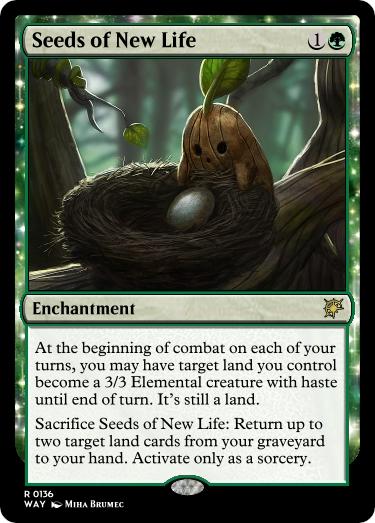 Seeds of New Life 1
Enchantment
At the beginning of combat on each of your
turns, you may have target land you control
become a 3/3 Elemental creature with haste
until end of turn. It's still a land.
Sacrifice Seeds of New Life: Return up to
two target land cards from your graveyard
to your hand. Activate only as a sorcery.
R 0136
WAY Miha Brumec